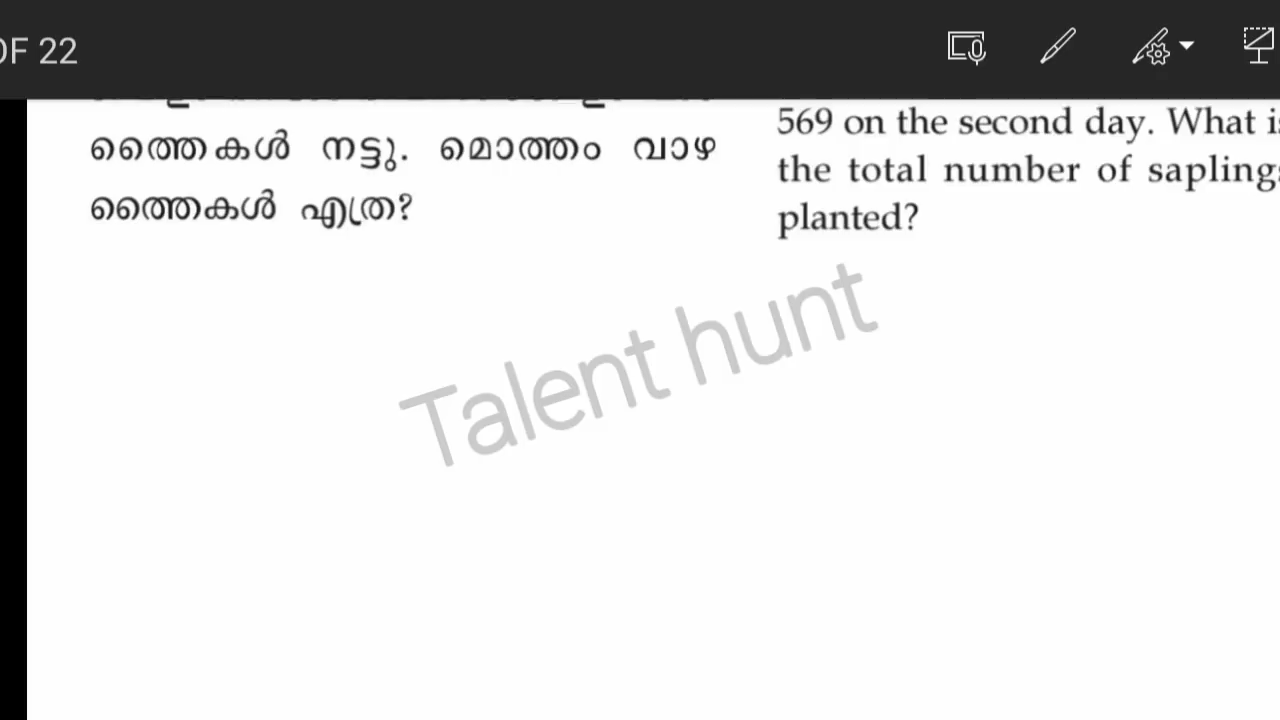 OF 22
ത്തൈകൾ നട്ടു. മൊത്തം വാഴ
ത്തൈകൾ എത്ര?
569 on the second day. What is
the total number of saplings
planted?
Talent hunt